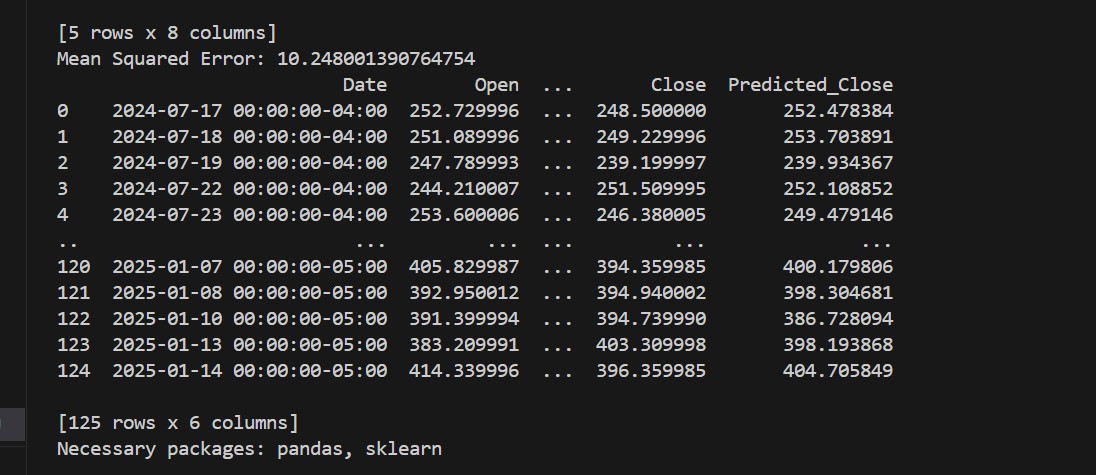 [5 rows x 8 columns]
Mean Squared Error: 10.248001390764754
Date Open ... Close Predicted_Close
0 2024-07-17 00:00:00-04:00 252.729996 ... 248.500000 252.478384
1 2024-07-18 00:00:00-04:00 251.089996 ... 249.229996 253.703891
2 2024-07-19 00:00:00-04:00 247.789993 ... 239.199997 239.934367
3 2024-07-22 00:00:00-04:00 244.210007 ... 251.509995 252.108852
4 2024-07-23 00:00:00-04:00 253.600006 ... 246.380005 249.479146
.. ... ... ... ... ...
120 2025-01-07 00:00:00-05:00 405.829987 ... 394.359985 400.179806
121 2025-01-08 00:00:00-05:00 392.950012 ... 394.940002 398.304681
122 2025-01-10 00:00:00-05:00 391.399994 ... 394.739990 386.728094
123 2025-01-13 00:00:00-05:00 383.209991 ... 403.309998 398.193868
124 2025-01-14 00:00:00-05:00 414.339996 ... 396.359985 404.705849
[125 rows x 6 columns]
Necessary packages: pandas, sklearn